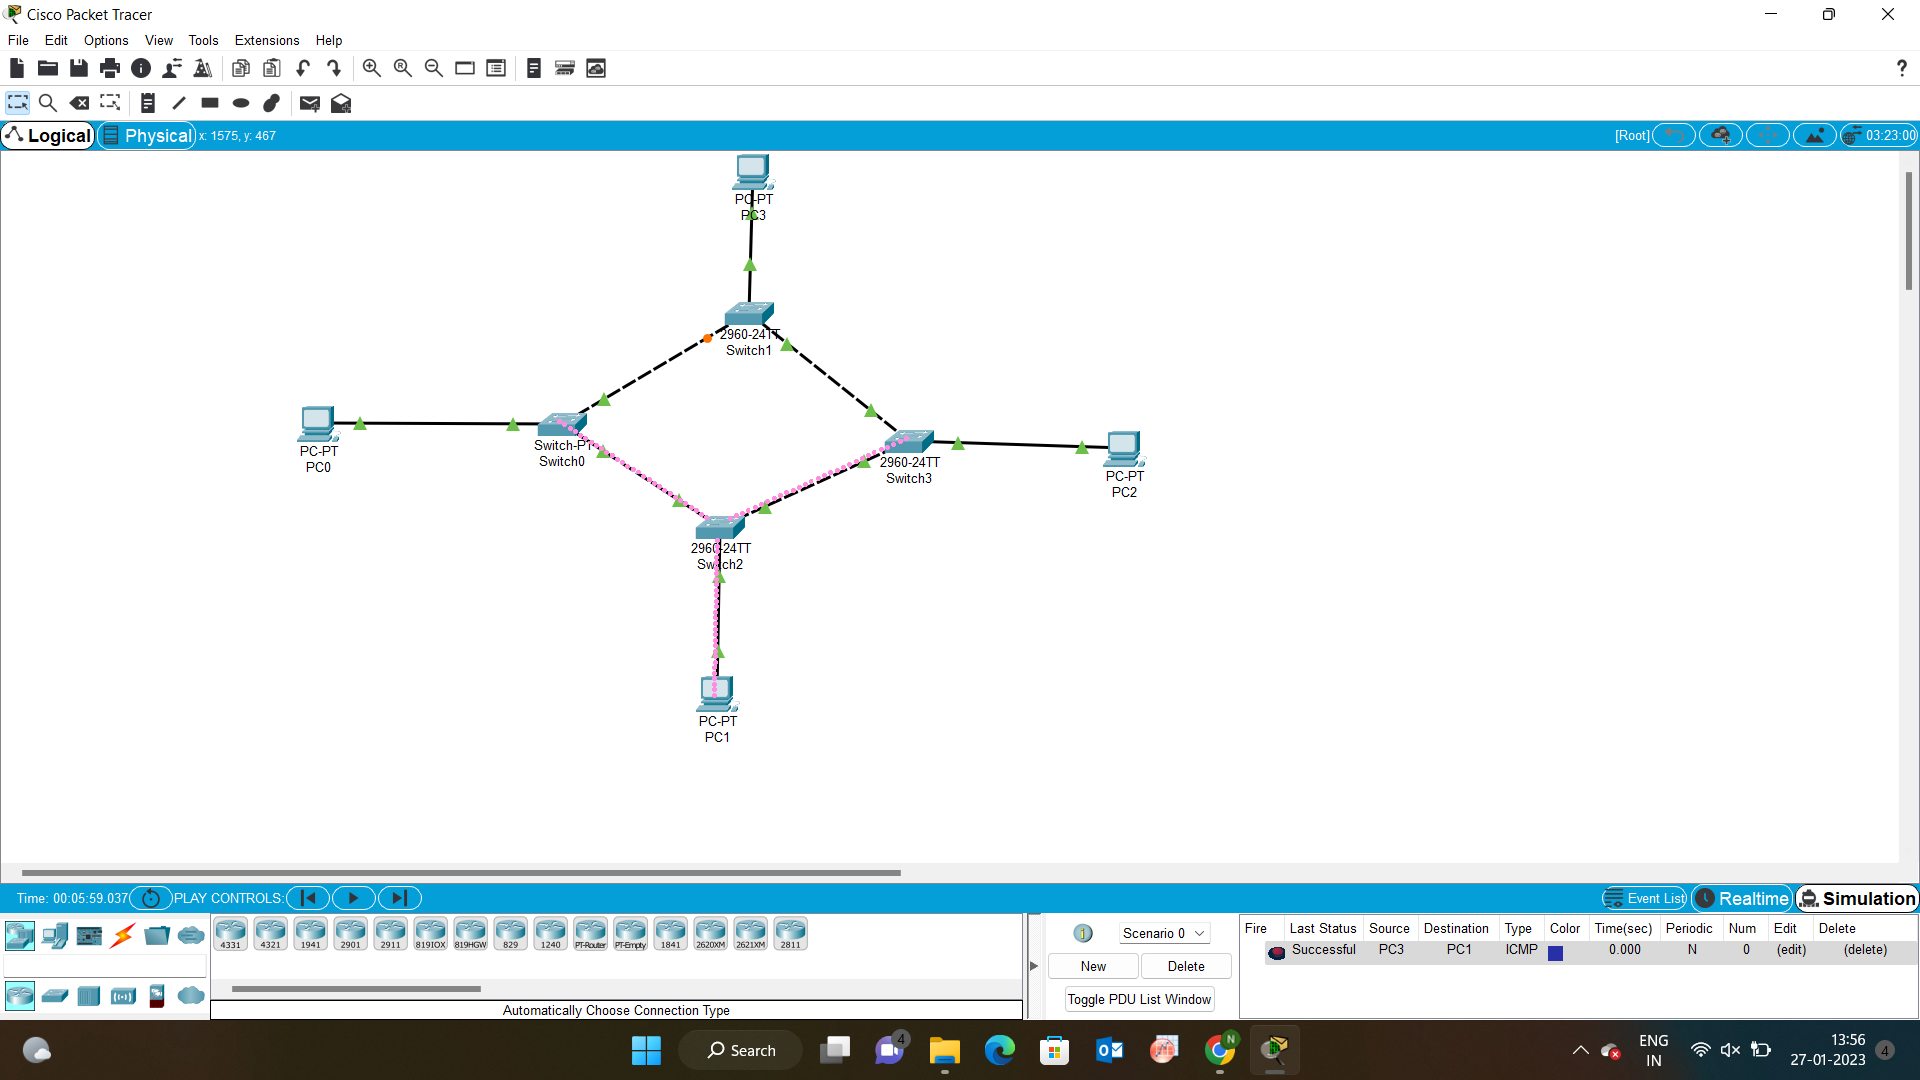 Cisco Packet Tracer
File Edit Options View Tools Extensions Help
Logical Physical x: 1575, y: 467
[Root] 03:23:00
PC-PT
PC3
2960-24TT
Switch1
PC-PT
PC0
Switch-PT
Switch0
2960-24TT
Switch3
PC-PT
PC2
2960-24TT
Switch2
PC-PT
PC1
Time: 00:05:59.037 PLAY CONTROLS:
Event List Realtime Simulation
4331 4321 1941 2901 2911 819IOX 819HGW 829 1240 PT-Router PT-Empty 1841 2620XM 2621XM 2811
Automatically Choose Connection Type
Scenario 0
New Delete
Toggle PDU List Window
Fire Last Status Source Destination Type Color Time(sec) Periodic Num Edit Delete
Successful PC3 PC1 ICMP 0.000 N 0 (edit) (delete)
Search
4
N
ENG
IN
13:56
27-01-2023
4